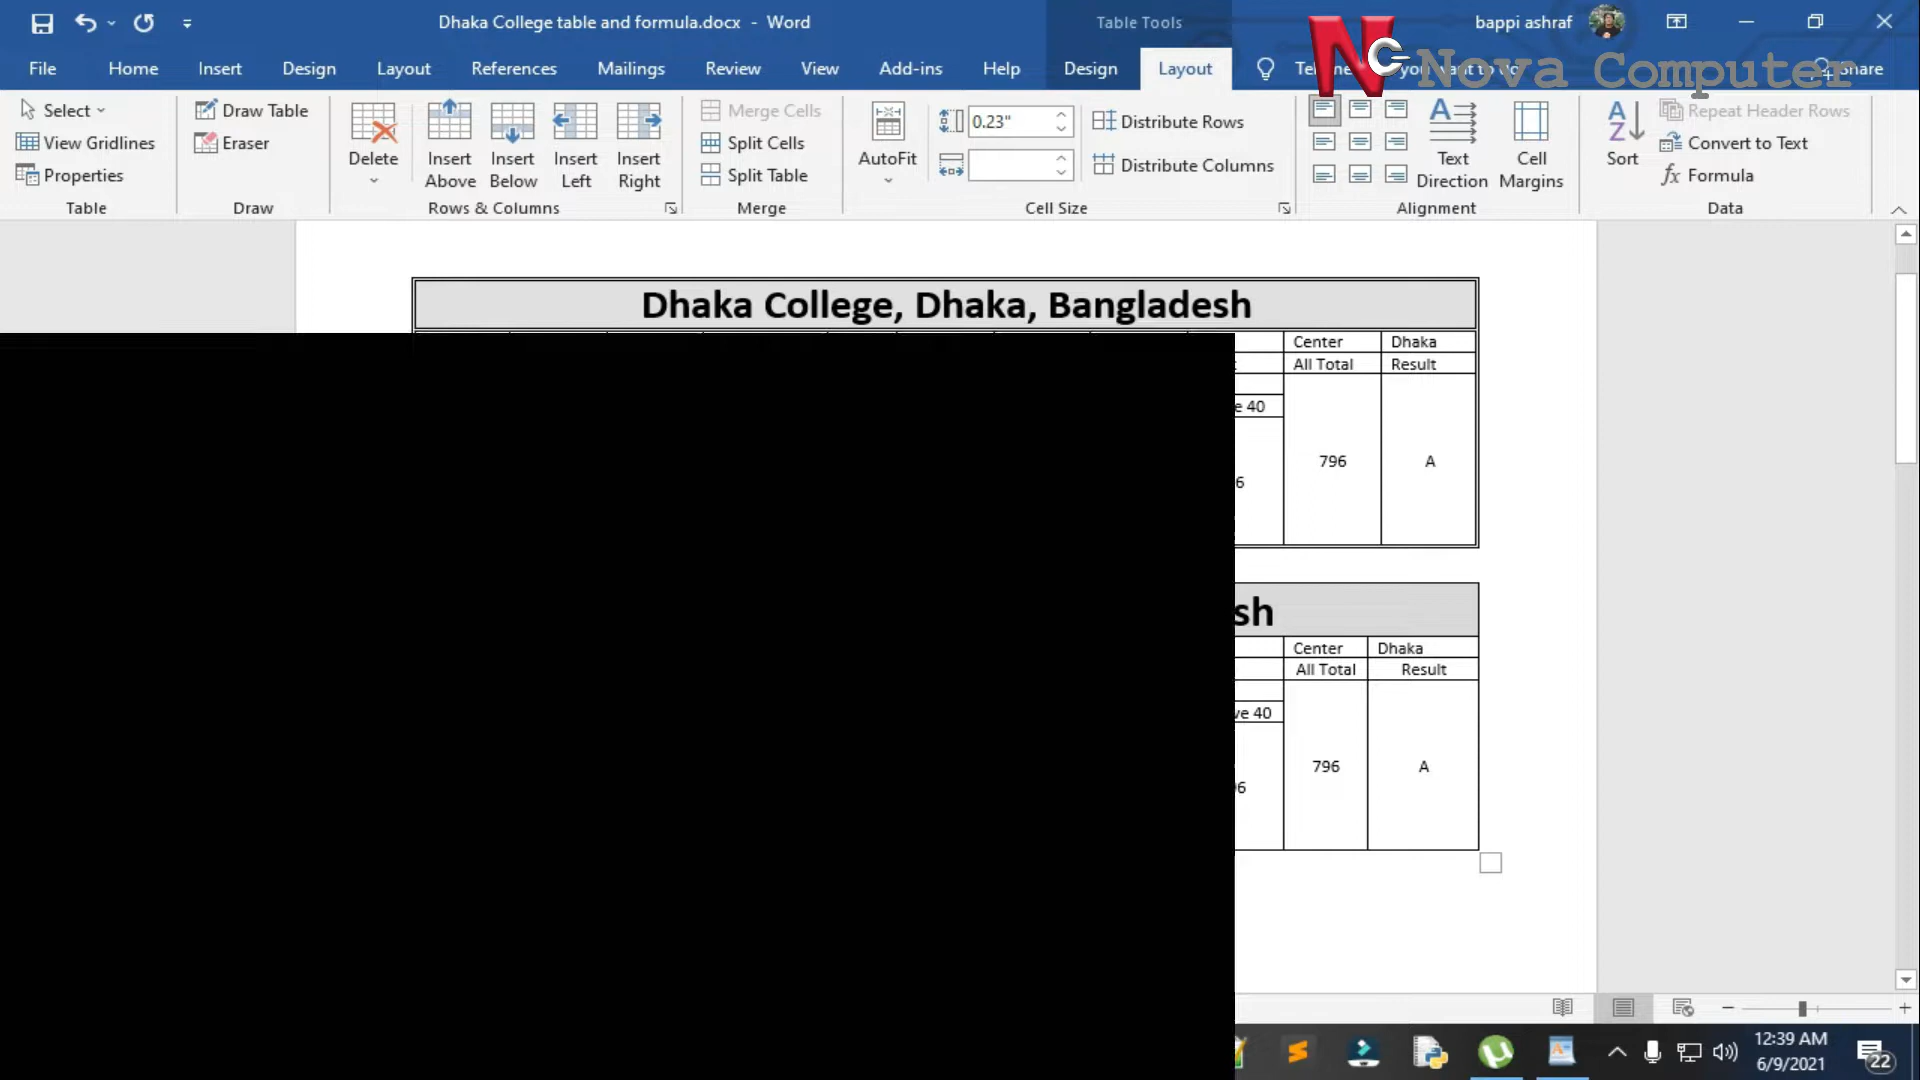 Dhaka College table and formula.docx - Word
Table Tools
bappi ashraf
File Home Insert Design Layout References Mailings Review View Add-ins Help Design Layout
Nova Computer
Share
Select
View Gridlines
Properties
Table
Draw Table
Eraser
Draw
Delete
Insert Above
Insert Below
Insert Left
Insert Right
Rows & Columns
Merge Cells
Split Cells
Split Table
Merge
AutoFit
0.23"
Distribute Rows
Distribute Columns
Cell Size
Text Direction
Cell Margins
Alignment
A
Z
Sort
Repeat Header Rows
Convert to Text
fx Formula
Data
Dhaka College, Dhaka, Bangladesh
Center Dhaka
All Total Result
40
796 A
Center Dhaka
All Total Result
40
796 A
12:39 AM
6/9/2021
22